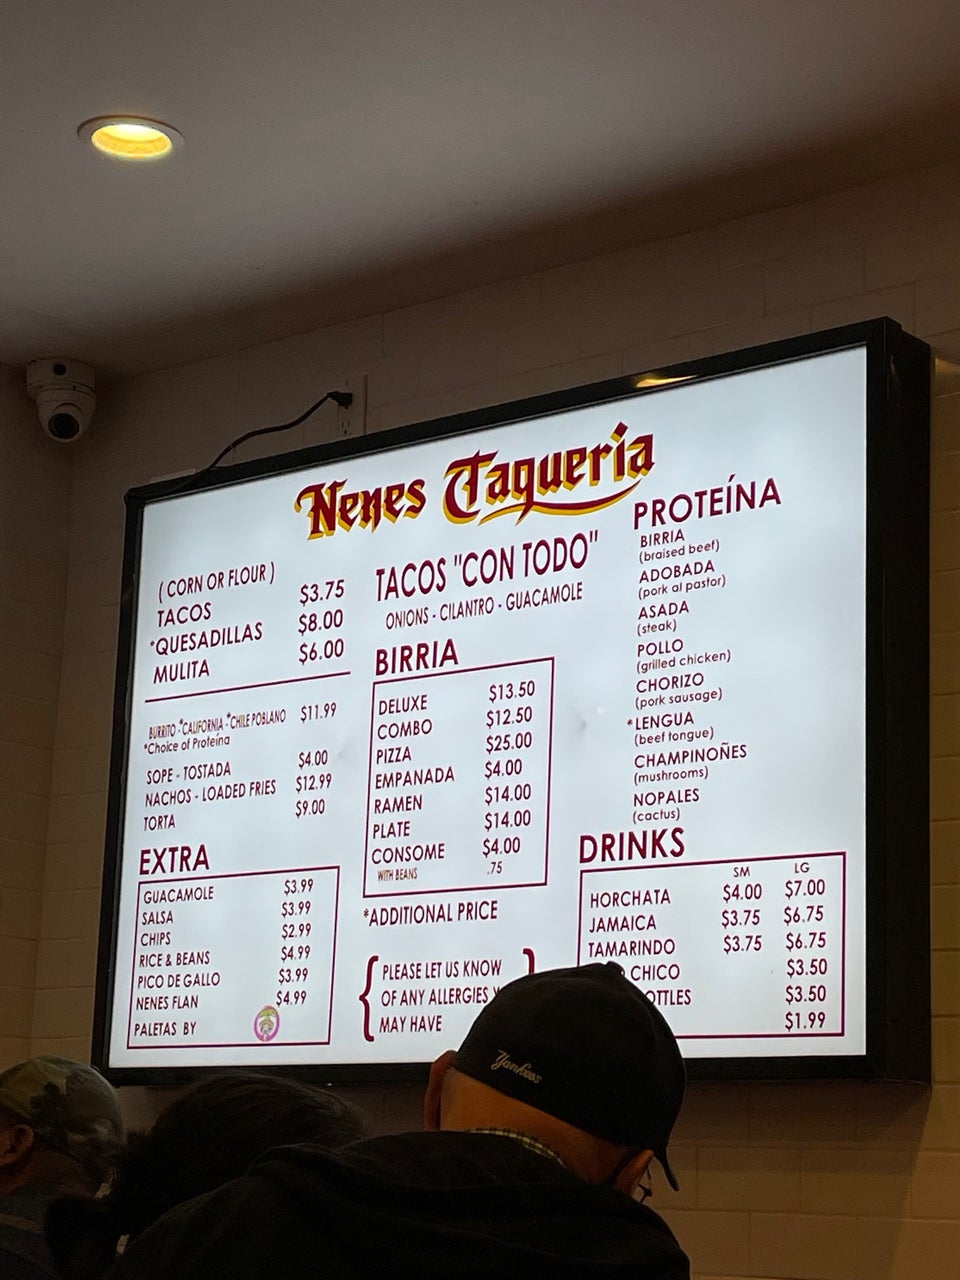 Nenes Taqueria
( CORN OR FLOUR )
TACOS $3.75
*QUESADILLAS $8.00
MULITA $6.00
BURRITO - *CALIFORNIA - *CHILE POBLANO $11.99
*Choice of Proteína
SOPE - TOSTADA $4.00
NACHOS - LOADED FRIES $12.99
TORTA $9.00
EXTRA
GUACAMOLE $3.99
SALSA $3.99
CHIPS $2.99
RICE & BEANS $4.99
PICO DE GALLO $3.99
NENES FLAN $4.99
PALETAS BY
TACOS "CON TODO"
ONIONS - CILANTRO - GUACAMOLE
BIRRIA
DELUXE $13.50
COMBO $12.50
PIZZA $25.00
EMPANADA $4.00
RAMEN $14.00
PLATE $14.00
CONSOME $4.00
WITH BEANS .75
*ADDITIONAL PRICE
PLEASE LET US KNOW
OF ANY ALLERGIES
MAY HAVE
PROTEÍNA
BIRRIA
(braised beef)
ADOBADA
(pork al pastor)
ASADA
(steak)
POLLO
(grilled chicken)
CHORIZO
(pork sausage)
*LENGUA
(beef tongue)
CHAMPINOÑES
(mushrooms)
NOPALES
(cactus)
DRINKS
SM LG
HORCHATA $4.00 $7.00
JAMAICA $3.75 $6.75
TAMARINDO $3.75 $6.75
CHICO $3.50
OTTLES $3.50
$1.99
Yankees